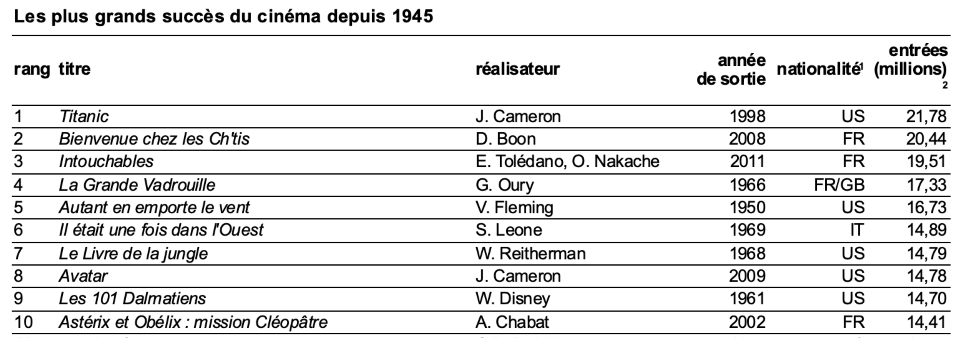 Les plus grands succès du cinéma depuis 1945
rang titre réalisateur année de sortie nationalité¹ entrées (millions) ²
1 Titanic J. Cameron 1998 US 21,78
2 Bienvenue chez les Ch'tis D. Boon 2008 FR 20,44
3 Intouchables E. Tolédano, O. Nakache 2011 FR 19,51
4 La Grande Vadrouille G. Oury 1966 FR/GB 17,33
5 Autant en emporte le vent V. Fleming 1950 US 16,73
6 Il était une fois dans l'Ouest S. Leone 1969 IT 14,89
7 Le Livre de la jungle W. Reitherman 1968 US 14,79
8 Avatar J. Cameron 2009 US 14,78
9 Les 101 Dalmatiens W. Disney 1961 US 14,70
10 Astérix et Obélix : mission Cléopâtre A. Chabat 2002 FR 14,41